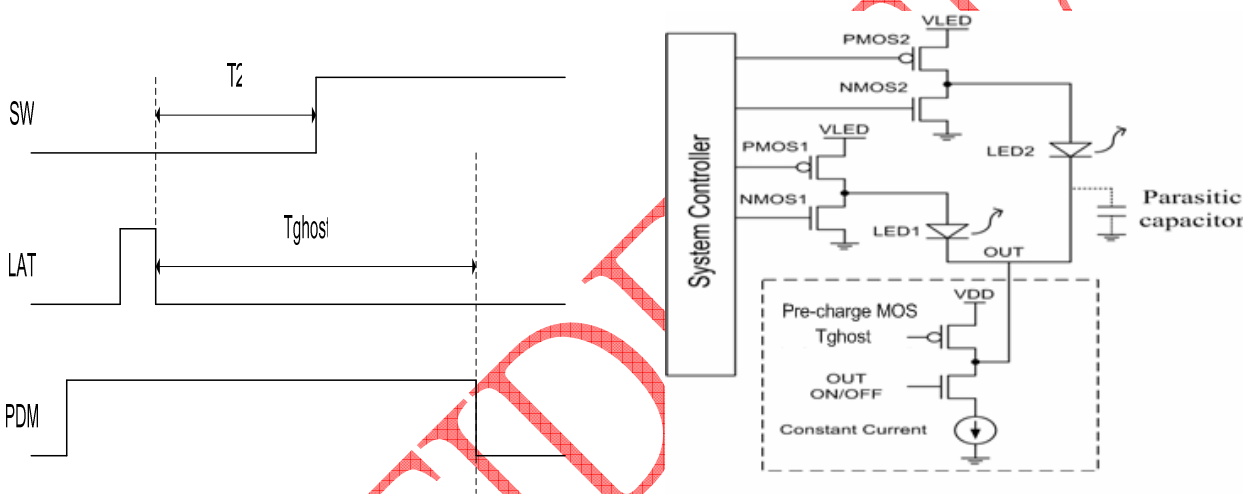 SW
T2
LAT
Tghost
PDM
System Controller
VLED
PMOS2
NMOS2
VLED
PMOS1
NMOS1
LED2
LED1
OUT
Parasitic
capacitor
VDD
Pre-charge MOS
Tghost
OUT
ON/OFF
Constant Current